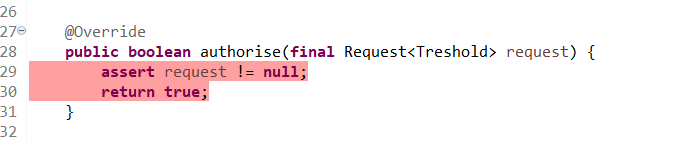 26
27 @Override
28 public boolean authorise(final Request<Treshold> request) {
29 assert request != null;
30 return true;
31 }
32